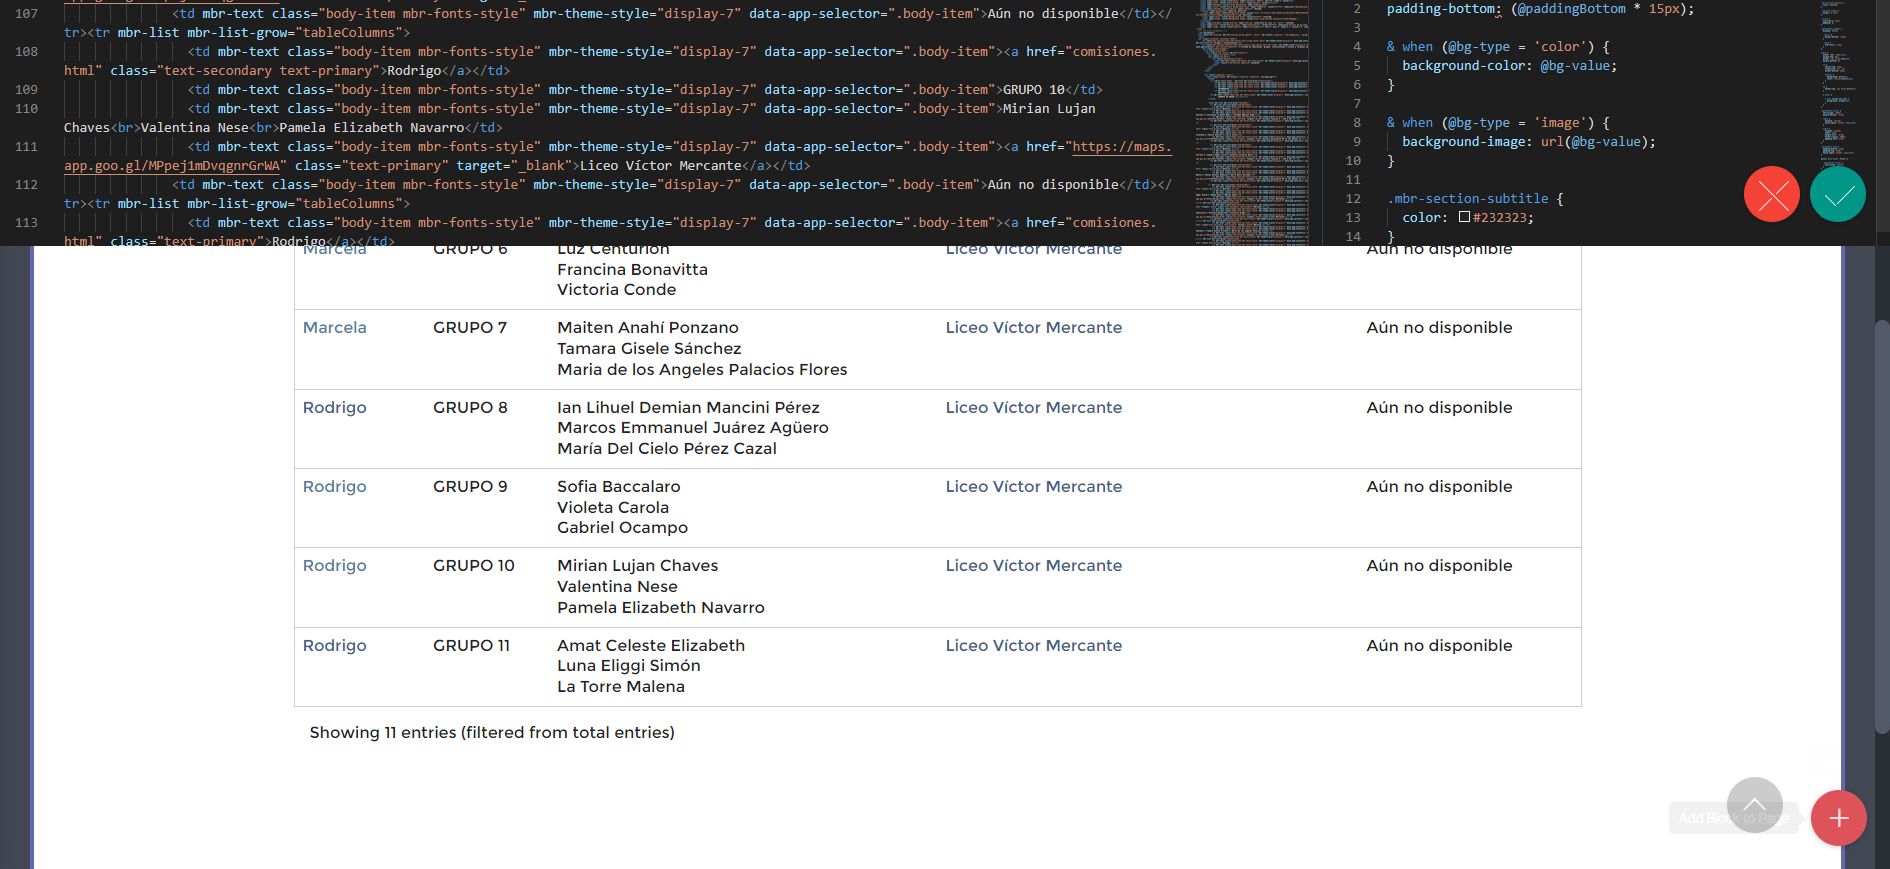 107 <td mbr-text class="body-item mbr-fonts-style" mbr-theme-style="display-7" data-app-selector=".body-item">Aún no disponible</td></
tr><tr mbr-list mbr-list-grow="tableColumns">
108 <td mbr-text class="body-item mbr-fonts-style" mbr-theme-style="display-7" data-app-selector=".body-item"><a href="comisiones.
html" class="text-secondary text-primary">Rodrigo</a></td>
109 <td mbr-text class="body-item mbr-fonts-style" mbr-theme-style="display-7" data-app-selector=".body-item">GRUPO 10</td>
110 <td mbr-text class="body-item mbr-fonts-style" mbr-theme-style="display-7" data-app-selector=".body-item">Mirian Lujan
Chaves<br>Valentina Nese<br>Pamela Elizabeth Navarro</td>
111 <td mbr-text class="body-item mbr-fonts-style" mbr-theme-style="display-7" data-app-selector=".body-item"><a href="https://maps.
app.goo.gl/MPpej1mDvqgnrGrWA" class="text-primary" target="_blank">Liceo Víctor Mercante</a></td>
112 <td mbr-text class="body-item mbr-fonts-style" mbr-theme-style="display-7" data-app-selector=".body-item">Aún no disponible</td></
tr><tr mbr-list mbr-list-grow="tableColumns">
113 <td mbr-text class="body-item mbr-fonts-style" mbr-theme-style="display-7" data-app-selector=".body-item"><a href="comisiones.
html" class="text-primary">Rodrigo</a></td>
2 padding-bottom: (@paddingBottom * 15px);
3
4 & when (@bg-type = 'color') {
5 background-color: @bg-value;
6 }
7
8 & when (@bg-type = 'image') {
9 background-image: url(@bg-value);
10 }
11
12 .mbr-section-subtitle {
13 color: #232323;
14 }
Marcela GRUPO 6 Luz Centurión Liceo Víctor Mercante Aún no disponible
Francina Bonavitta
Victoria Conde
Marcela GRUPO 7 Maiten Anahí Ponzano Liceo Víctor Mercante Aún no disponible
Tamara Gisele Sánchez
Maria de los Angeles Palacios Flores
Rodrigo GRUPO 8 Ian Lihuel Demian Mancini Pérez Liceo Víctor Mercante Aún no disponible
Marcos Emmanuel Juárez Agüero
María Del Cielo Pérez Cazal
Rodrigo GRUPO 9 Sofia Baccalaro Liceo Víctor Mercante Aún no disponible
Violeta Carola
Gabriel Ocampo
Rodrigo GRUPO 10 Mirian Lujan Chaves Liceo Víctor Mercante Aún no disponible
Valentina Nese
Pamela Elizabeth Navarro
Rodrigo GRUPO 11 Amat Celeste Elizabeth Liceo Víctor Mercante Aún no disponible
Luna Eliggi Simón
La Torre Malena
Showing 11 entries (filtered from total entries)
Add Block to Page